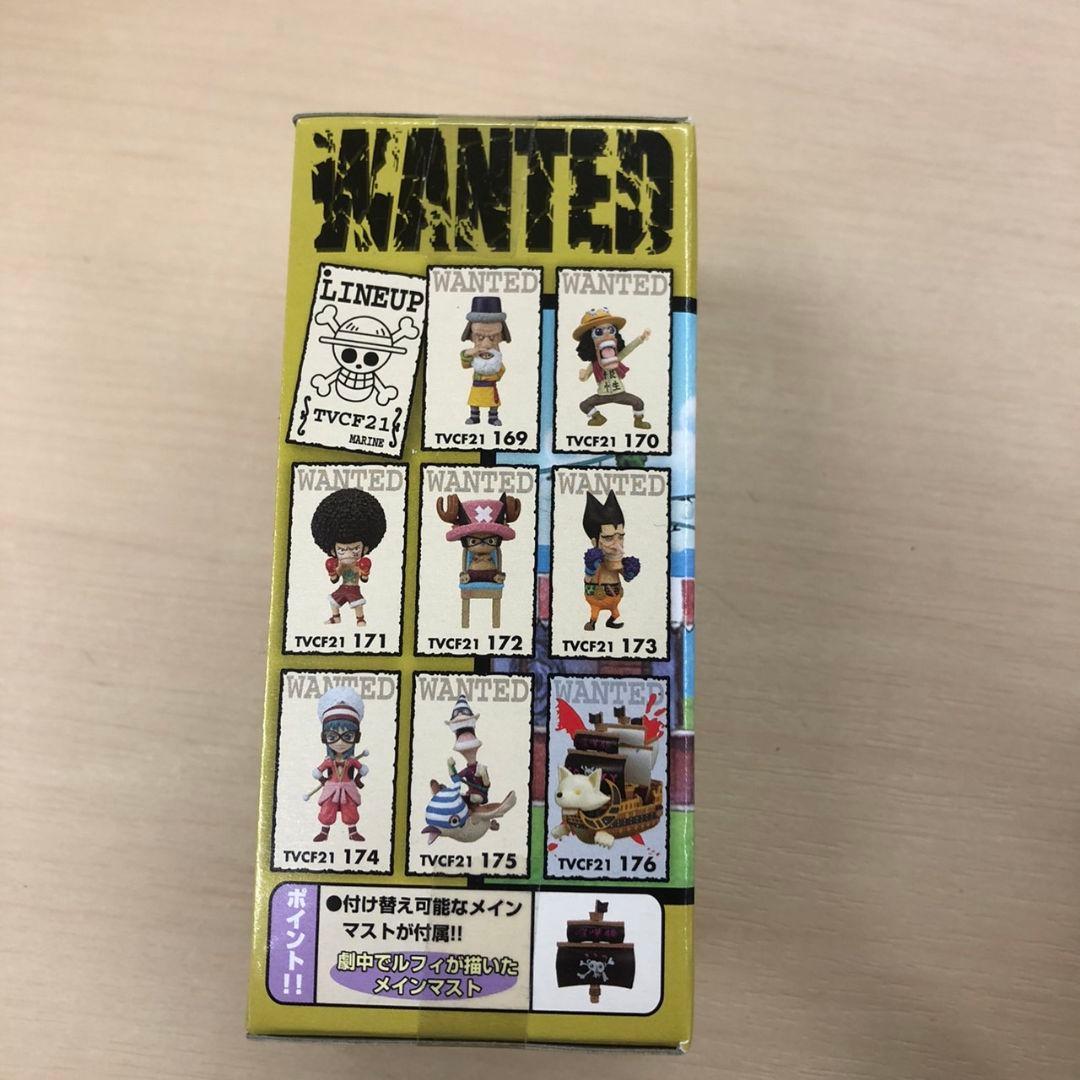 WANTED
LINEUP
TVCF21
MARINE
WANTED
TVCF21 169
WANTED
TVCF21 170
WANTED
TVCF21 171
WANTED
TVCF21 172
WANTED
TVCF21 173
WANTED
TVCF21 174
WANTED
TVCF21 175
WANTED
TVCF21 176
ポイント!!
●付け替え可能なメイン
マストが付属!!
劇中でルフィが描いた
メインマスト